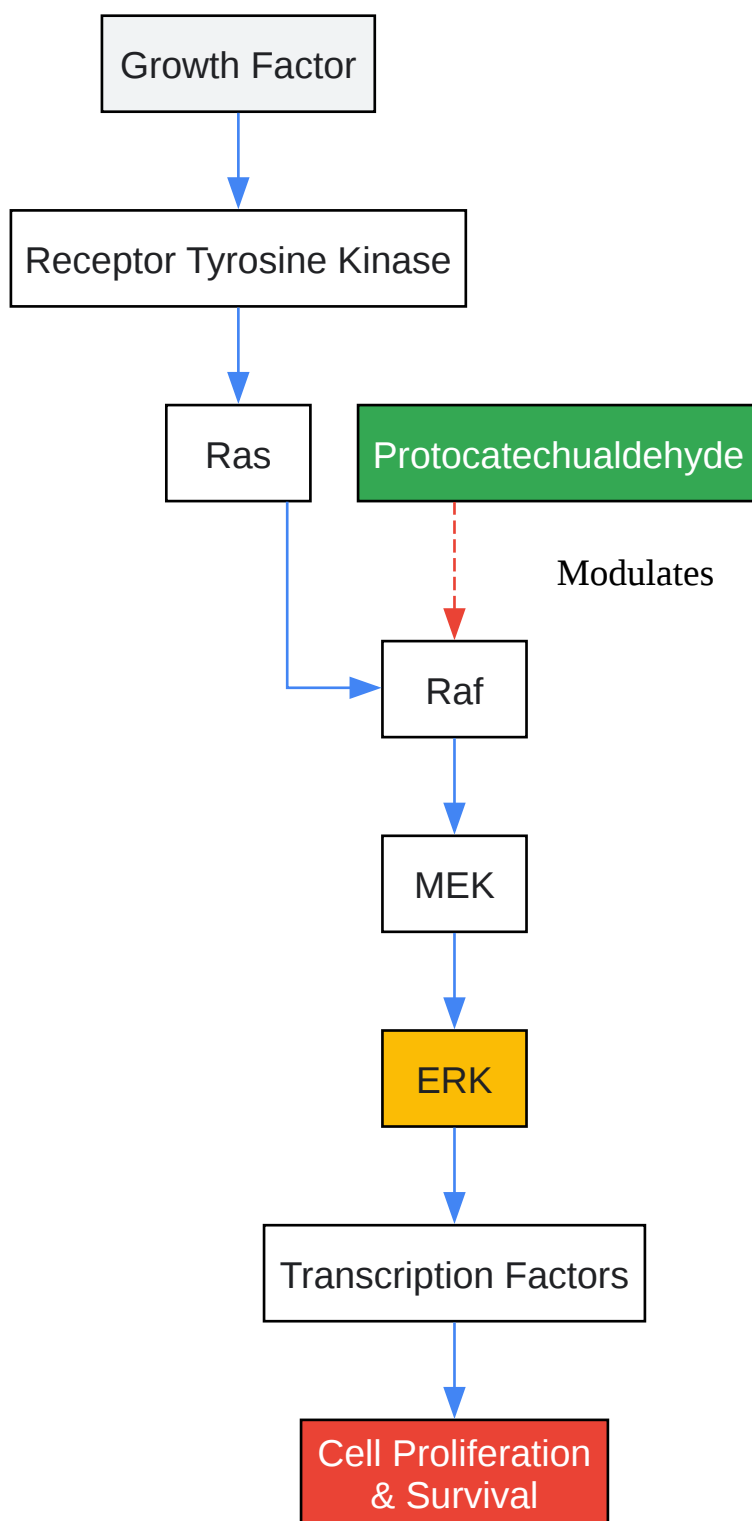 Growth Factor
Receptor Tyrosine Kinase
Ras
Protocatechualdehyde
Modulates
Raf
MEK
ERK
Transcription Factors
Cell Proliferation
& Survival